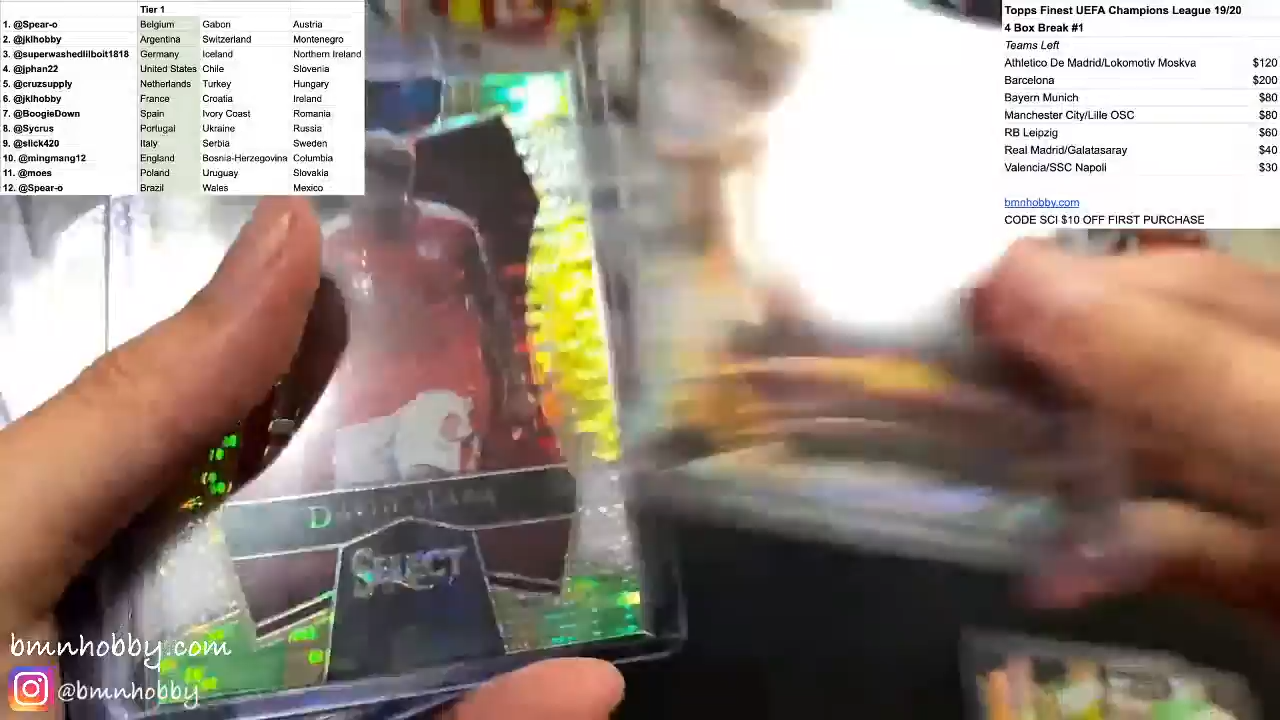 Tier 1
1. @Spear-o Belgium Gabon Austria
2. @jklhobby Argentina Switzerland Montenegro
3. @superwashedlilboit1818 Germany Iceland Northern Ireland
4. @jphan22 United States Chile Slovenia
5. @cruzsupply Netherlands Turkey Hungary
6. @jklhobby France Croatia Ireland
7. @BoogieDown Spain Ivory Coast Romania
8. @Sycrus Portugal Ukraine Russia
9. @slick420 Italy Serbia Sweden
10. @mingmang12 England Bosnia-Herzegovina Columbia
11. @moes Poland Uruguay Slovakia
12. @Spear-o Brazil Wales Mexico
Topps Finest UEFA Champions League 19/20
4 Box Break #1
Teams Left
Athletico De Madrid/Lokomotiv Moskva $120
Barcelona $200
Bayern Munich $80
Manchester City/Lille OSC $80
RB Leipzig $60
Real Madrid/Galatasaray $40
Valencia/SSC Napoli $30
bmnhobby.com
CODE SCI $10 OFF FIRST PURCHASE
SELECT
bmnhobby.com
@bmnhobby